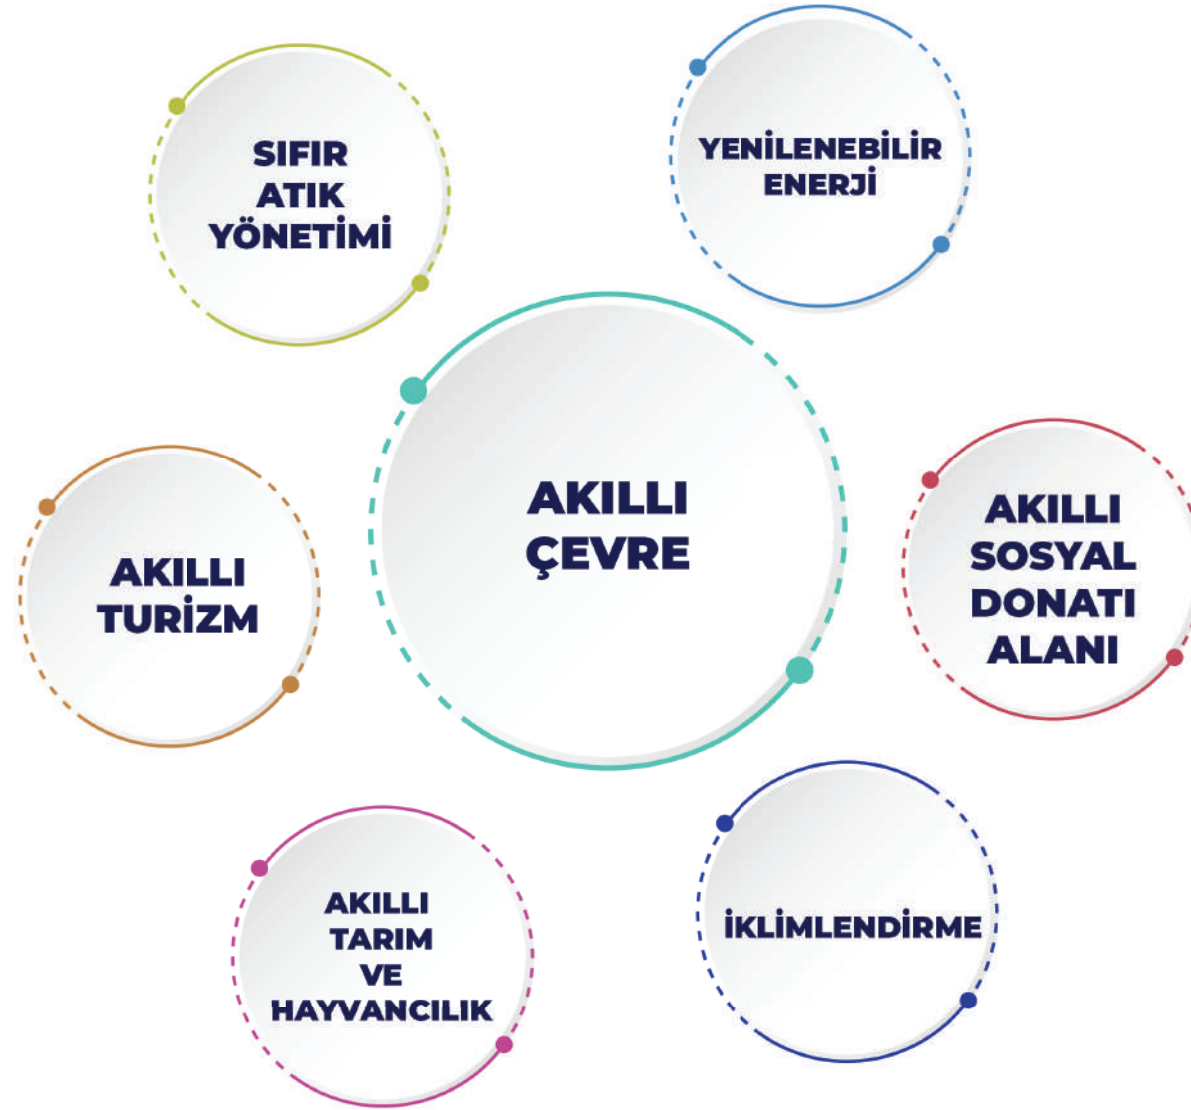 SIFIR
ATIK
YÖNETİMİ
YENİLENEBİLİR
ENERJİ
AKILLI
ÇEVRE
AKILLI
SOSYAL
DONATI
ALANI
AKILLI
TURİZM
AKILLI
TARIM
VE
HAYVANCILIK
İKLİMLENDİRME